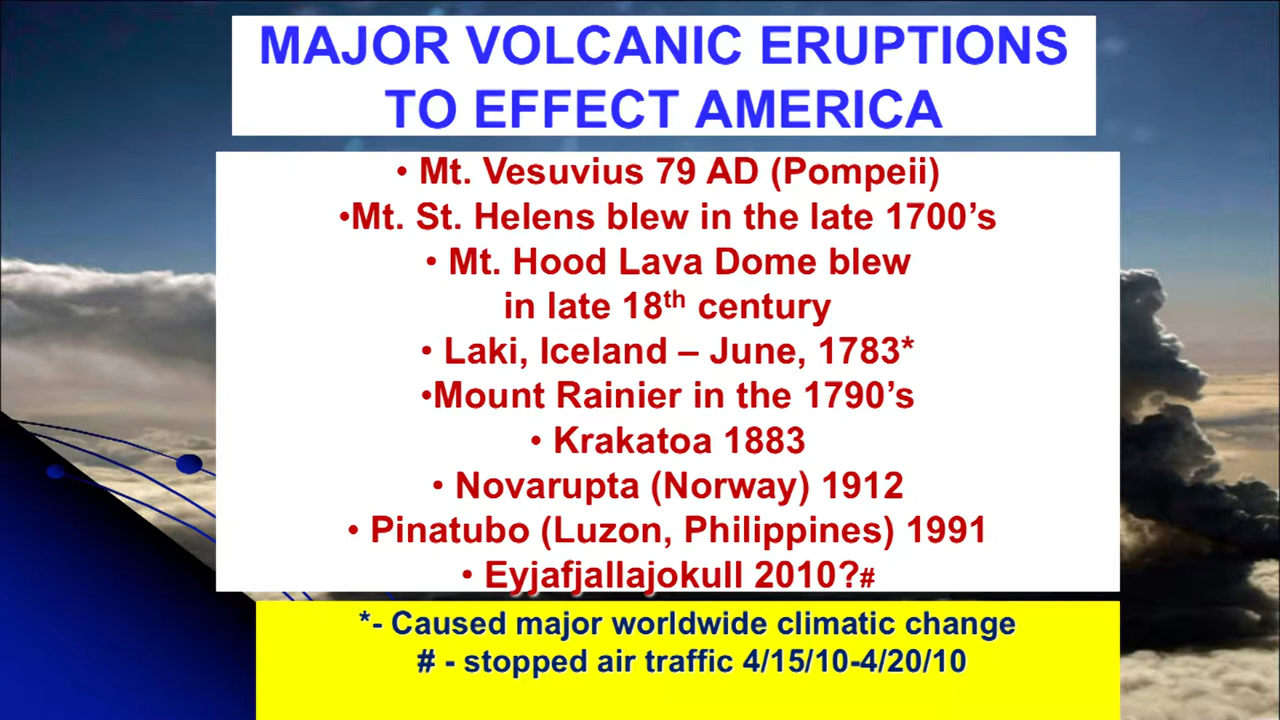 MAJOR VOLCANIC ERUPTIONS
TO EFFECT AMERICA
• Mt. Vesuvius 79 AD (Pompeii)
•Mt. St. Helens blew in the late 1700’s
• Mt. Hood Lava Dome blew
in late 18th century
• Laki, Iceland – June, 1783*
•Mount Rainier in the 1790’s
• Krakatoa 1883
• Novarupta (Norway) 1912
• Pinatubo (Luzon, Philippines) 1991
• Eyjafjallajokull 2010?#
*- Caused major worldwide climatic change
# - stopped air traffic 4/15/10-4/20/10